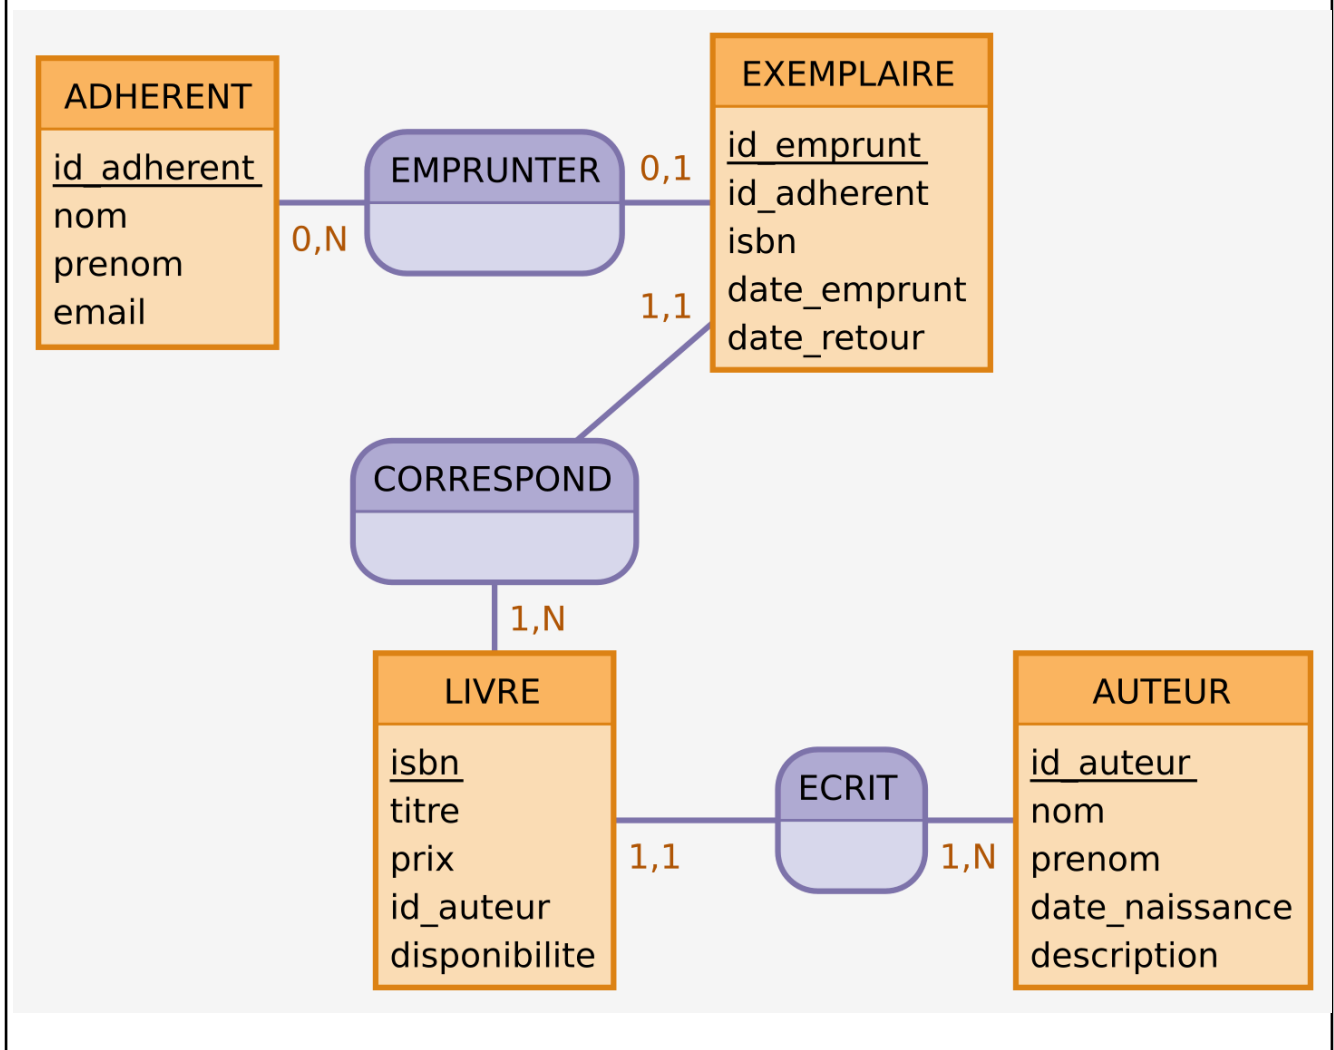 ADHERENT
id_adherent
nom
prenom
email
0,N
EMPRUNTER
0,1
EXEMPLAIRE
id_emprunt
id_adherent
isbn
date_emprunt
date_retour
1,1
CORRESPOND
1,N
LIVRE
isbn
titre
prix
id_auteur
disponibilite
1,1
ECRIT
1,N
AUTEUR
id_auteur
nom
prenom
date_naissance
description